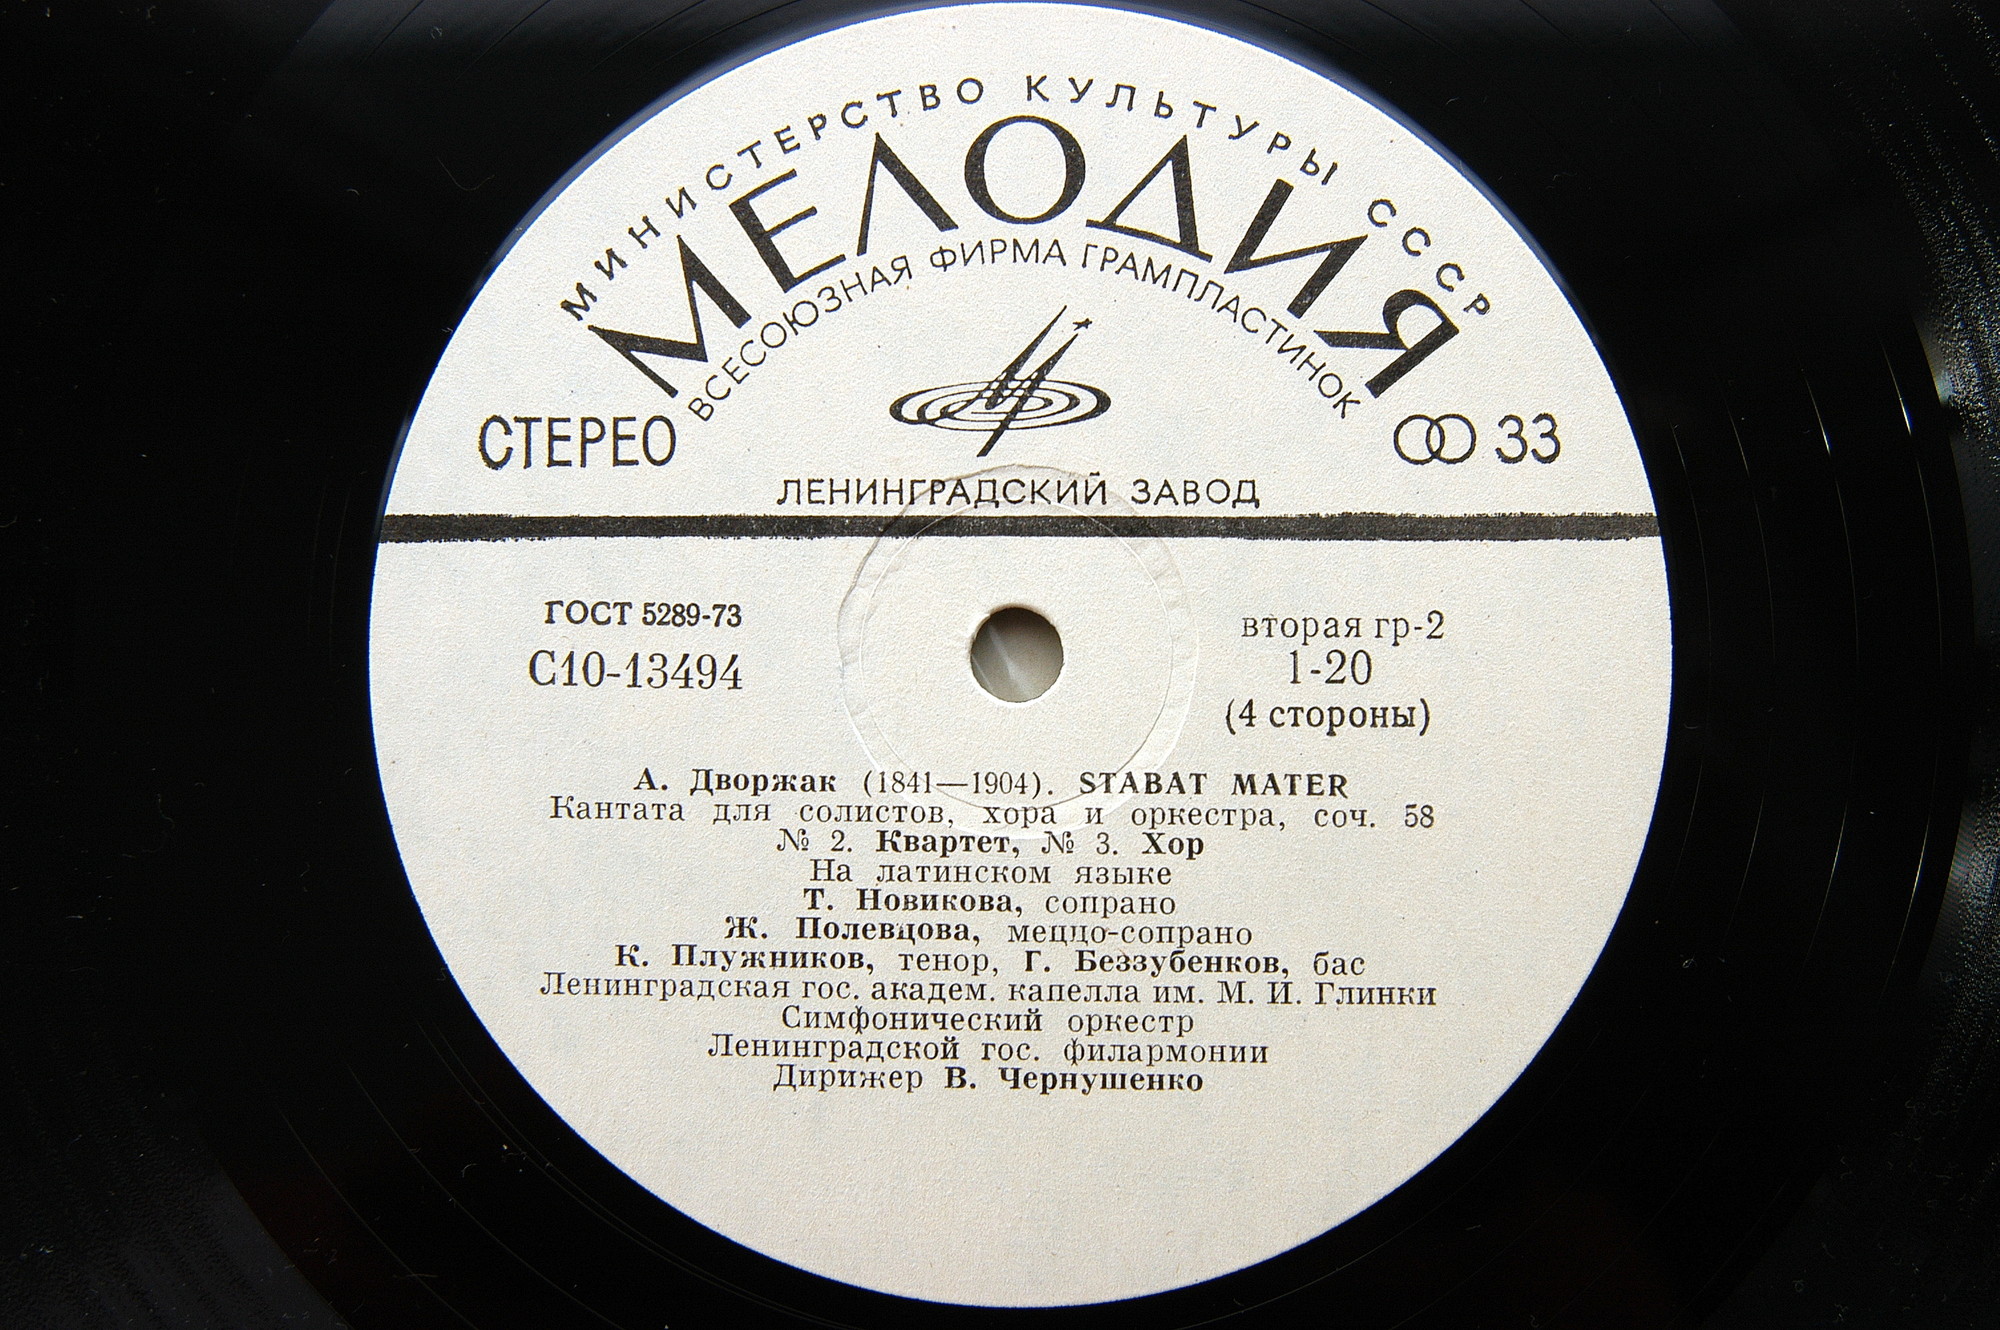 МИНИСТЕРСТВО КУЛЬТУРЫ СССР
МЕЛОДИЯ
ВСЕСОЮЗНАЯ ФИРМА ГРАМПЛАСТИНОК
СТЕРЕО
33
ЛЕНИНГРАДСКИЙ ЗАВОД
ГОСТ 5289-73
С10-13494
вторая гр-2
1-20
(4 стороны)
А. Дворжак (1841—1904). STABAT MATER
Кантата для солистов, хора и оркестра, соч. 58
№ 2. Квартет, № 3. Хор
На латинском языке
Т. Новикова, сопрано
Ж. Полевцова, меццо-сопрано
К. Плужников, тенор, Г. Беззубенков, бас
Ленинградская гос. академ. капелла им. М. И. Глинки
Симфонический оркестр
Ленинградской гос. филармонии
Дирижер В. Чернушенко